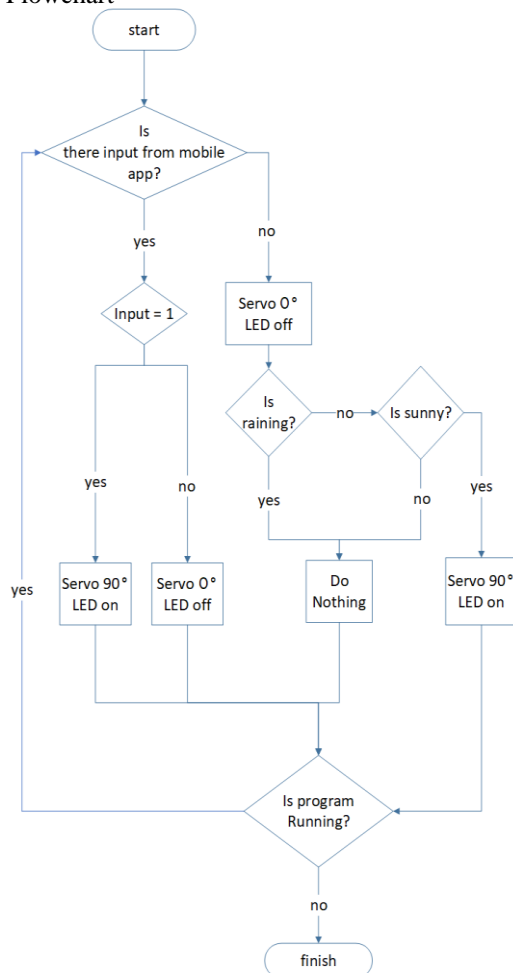 Flowchart
start
Is
there input from mobile
app?
yes
no
Input = 1
Servo 0°
LED off
Is
raining?
no
Is sunny?
yes
no
yes
no
yes
Servo 90°
LED on
Servo 0°
LED off
Do
Nothing
Servo 90°
LED on
yes
Is program
Running?
no
finish